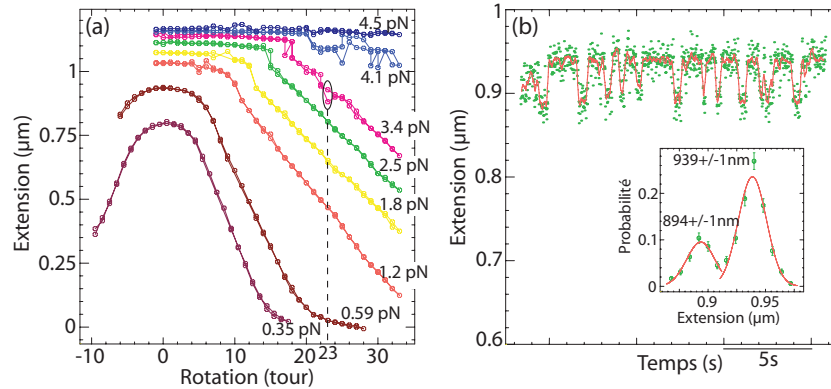 (a)
4.5 pN
4.1 pN
3.4 pN
2.5 pN
1.8 pN
1.2 pN
0.59 pN
0.35 pN
1
0.75
0.5
0.25
0
Extension (µm)
-10 0 10 20 23 30
Rotation (tour)
(b)
1
0.9
0.8
0.7
0.6
Extension (µm)
939+/-1nm
894+/-1nm
0.2
0.1
0
Probabilité
0.9 0.95
Extension (µm)
Temps (s) 5s